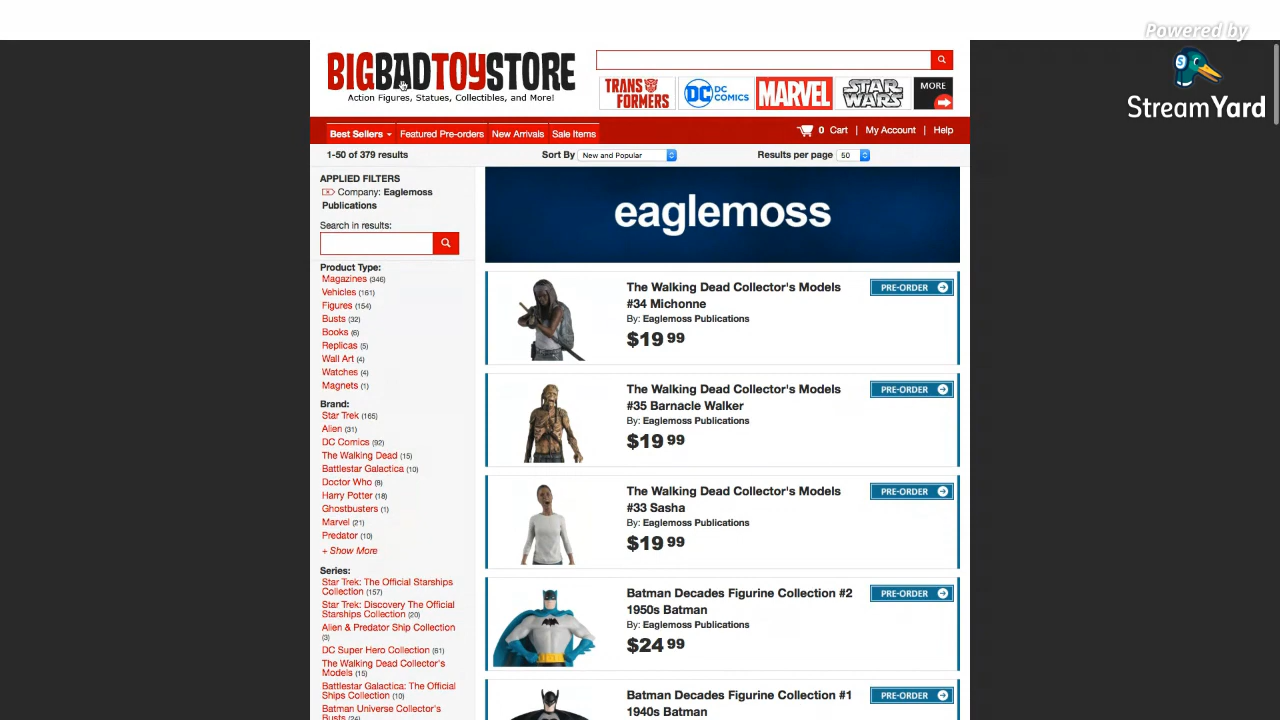 Powered by
StreamYard
BIGBADTOYSTORE
Action Figures, Statues, Collectibles, and More!
TRANSFORMERS
DC DC COMICS
MARVEL
STAR WARS
MORE
Best Sellers
Featured Pre-orders
New Arrivals
Sale Items
0 Cart | My Account | Help
1-50 of 379 results
Sort By New and Popular
Results per page 50
APPLIED FILTERS
Company: Eaglemoss
Publications
Search in results:
Product Type:
Magazines (346)
Vehicles (161)
Figures (154)
Busts (32)
Books (6)
Replicas (5)
Wall Art (4)
Watches (4)
Magnets (1)
Brand:
Star Trek (165)
Alien (31)
DC Comics (92)
The Walking Dead (15)
Battlestar Galactica (10)
Doctor Who (8)
Harry Potter (18)
Ghostbusters (1)
Marvel (21)
Predator (10)
+ Show More
Series:
Star Trek: The Official Starships
Collection (157)
Star Trek: Discovery The Official
Starships Collection (20)
Alien & Predator Ship Collection
(3)
DC Super Hero Collection (61)
The Walking Dead Collector's
Models (15)
Battlestar Galactica: The Official
Ships Collection (10)
Batman Universe Collector's
Busts (24)
eaglemoss
The Walking Dead Collector's Models
#34 Michonne
By: Eaglemoss Publications
$19 99
PRE-ORDER
The Walking Dead Collector's Models
#35 Barnacle Walker
By: Eaglemoss Publications
$19 99
PRE-ORDER
The Walking Dead Collector's Models
#33 Sasha
By: Eaglemoss Publications
$19 99
PRE-ORDER
Batman Decades Figurine Collection #2
1950s Batman
By: Eaglemoss Publications
$24 99
PRE-ORDER
Batman Decades Figurine Collection #1
1940s Batman
PRE-ORDER